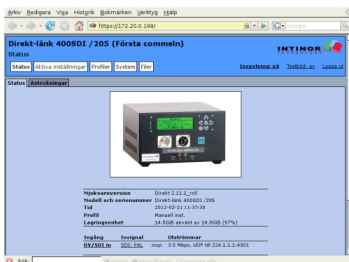 Arkiv Redigera Visa Historik Bokmärken Verktyg Hjälp
https://172.20.0.199/
Google
Direkt-länk 400SDI /205 (Första commeln)
INTINOR
Status
Status Aktiva inställningar Profiler System Filer
Inspelning: på Testbild: av Logga ut
Status Anteckningar
Mjukvaruversion Direkt 2.11.1_rc5
Modell och serienummer Direkt-länk 400SDI /205
Tid 2012-02-21 11:37:30
Profil Manuell inst.
Lagringsenhet 14.5GB använt av 14.9GB (97%)
Ingång Insignal Utströmmar
DV/SDI in SDI: PAL 3.5 Mbps, UDP till 224.1.1.1:4001
Sök: